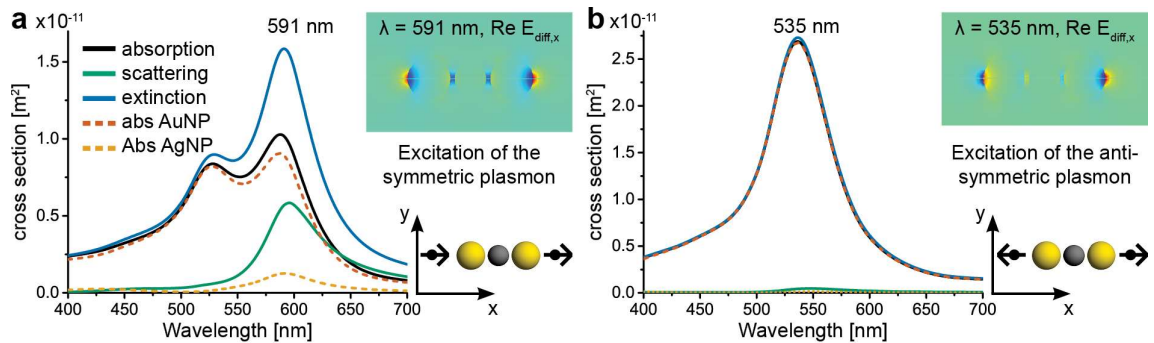 a
x10-11
591 nm
λ = 591 nm, Re Ediff,x
absorption
scattering
extinction
abs AuNP
Abs AgNP
1.5
1.0
0.5
0.0
cross section [m2]
400 450 500 550 600 650 700
Wavelength [nm]
Excitation of the
symmetric plasmon
y
x
b
x10-11
535 nm
λ = 535 nm, Re Ediff,x
2.5
2.0
1.5
1.0
0.5
0.0
cross section [m2]
400 450 500 550 600 650 700
Wavelength [nm]
Excitation of the anti-
symmetric plasmon
y
x